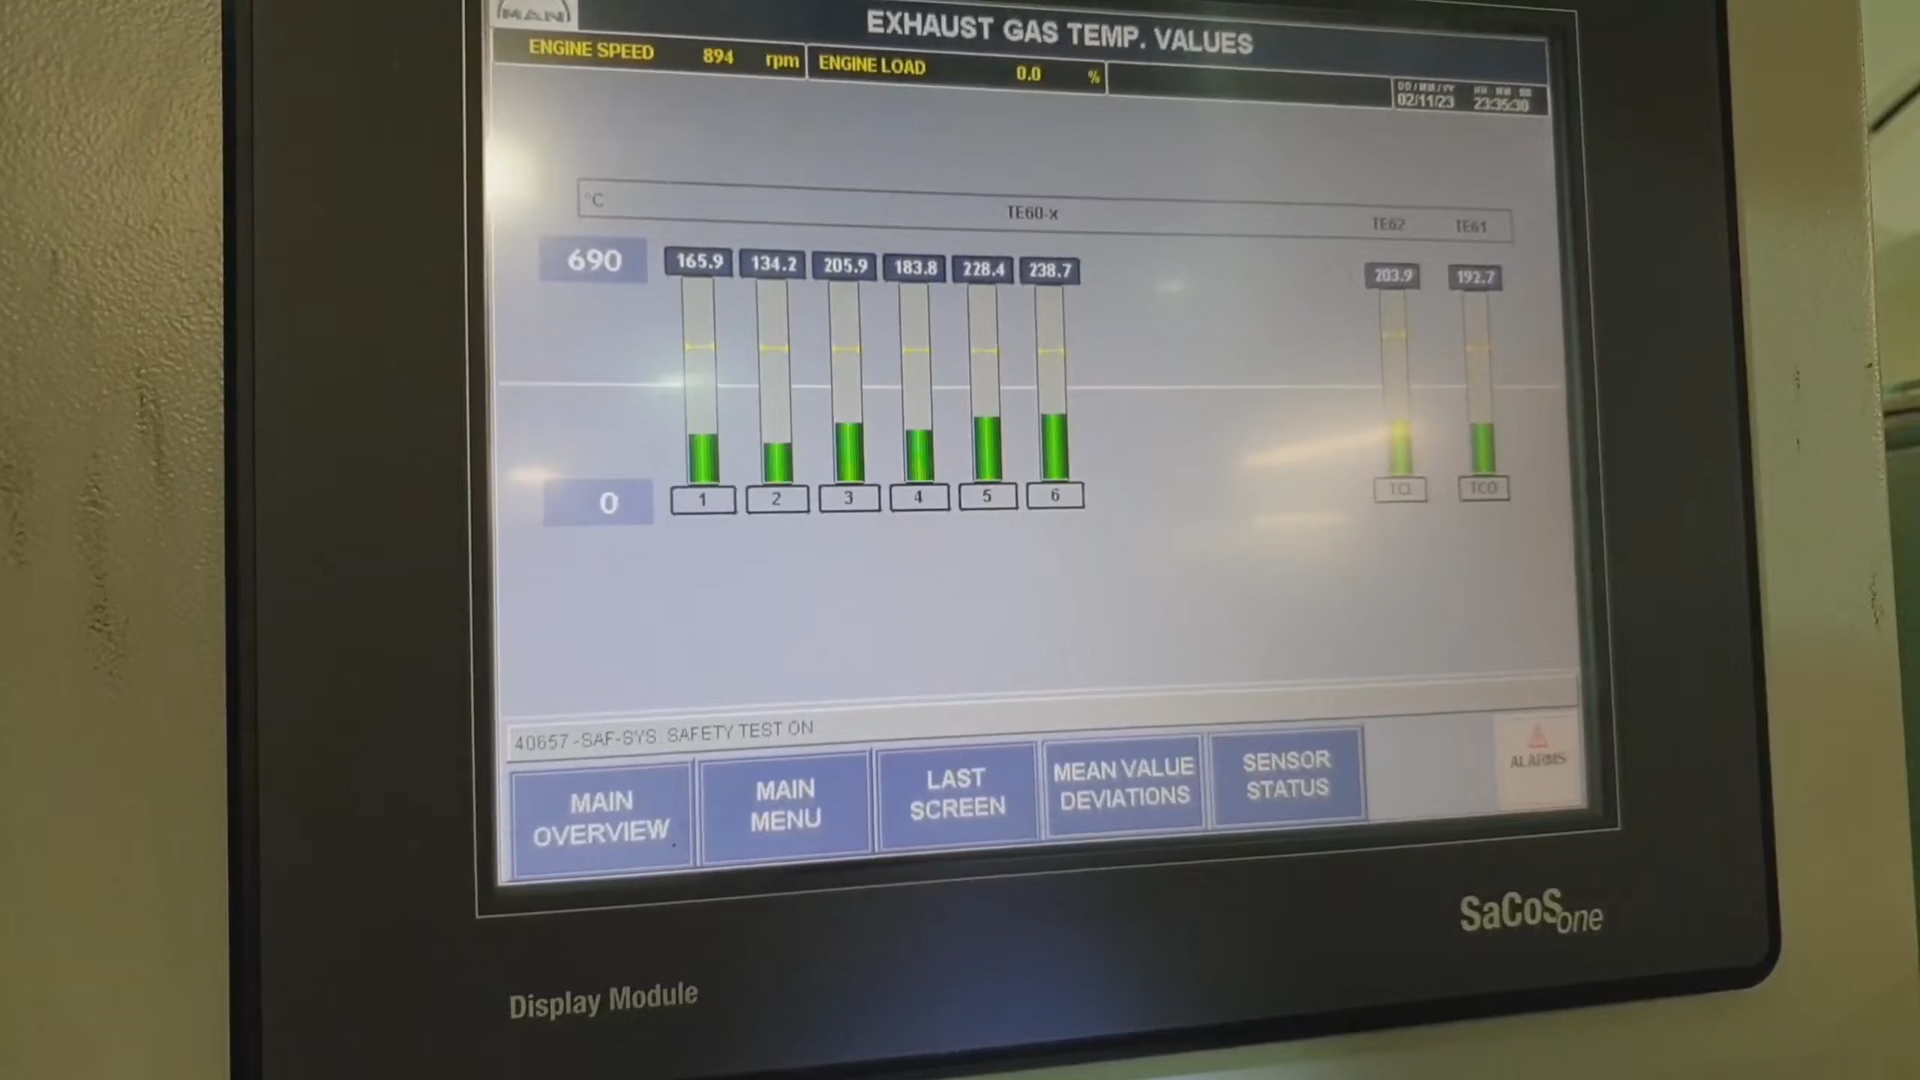 MAN
EXHAUST GAS TEMP. VALUES
ENGINE SPEED 894 rpm ENGINE LOAD 0.0 %
DD/MM/YY
02/11/23 23:35:30
°C TE60-x TE62 TE61
690 165.9 134.2 205.9 183.8 228.4 238.7 203.9 192.7
0 1 2 3 4 5 6 TCI TCO
40657 -SAF-SYS: SAFETY TEST ON
MAIN OVERVIEW
MAIN MENU
LAST SCREEN
MEAN VALUE DEVIATIONS
SENSOR STATUS
ALARMS
SaCoSone
Display Module